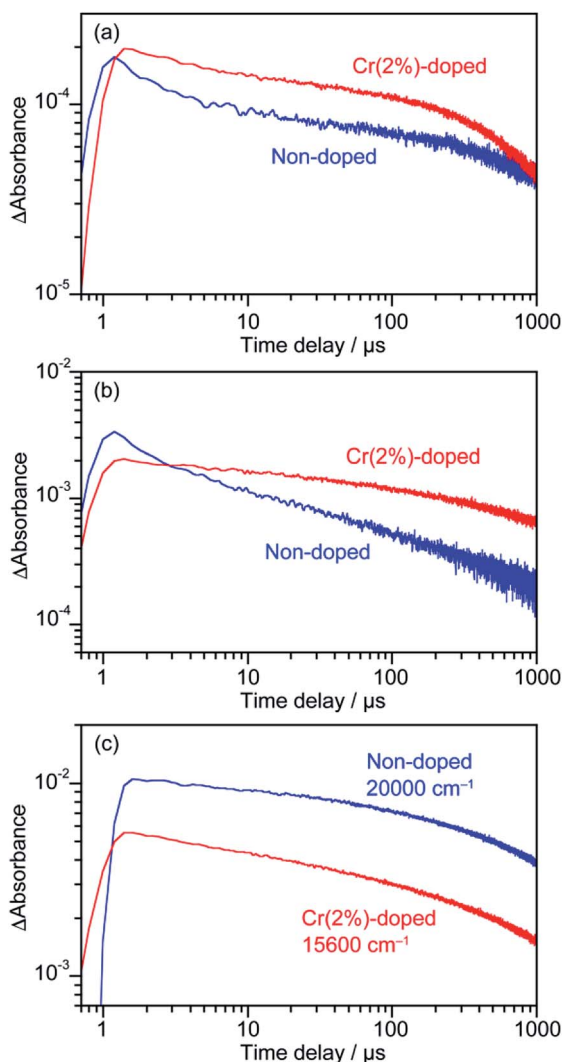 (a)
Cr(2%)-doped
Non-doped
10⁻⁴
10⁻⁵
ΔAbsorbance
1
10
100
1000
Time delay / µs
(b)
Cr(2%)-doped
Non-doped
10⁻²
10⁻³
10⁻⁴
ΔAbsorbance
1
10
100
1000
Time delay / µs
(c)
Non-doped
20000 cm⁻¹
Cr(2%)-doped
15600 cm⁻¹
10⁻²
10⁻³
ΔAbsorbance
1
10
100
1000
Time delay / µs